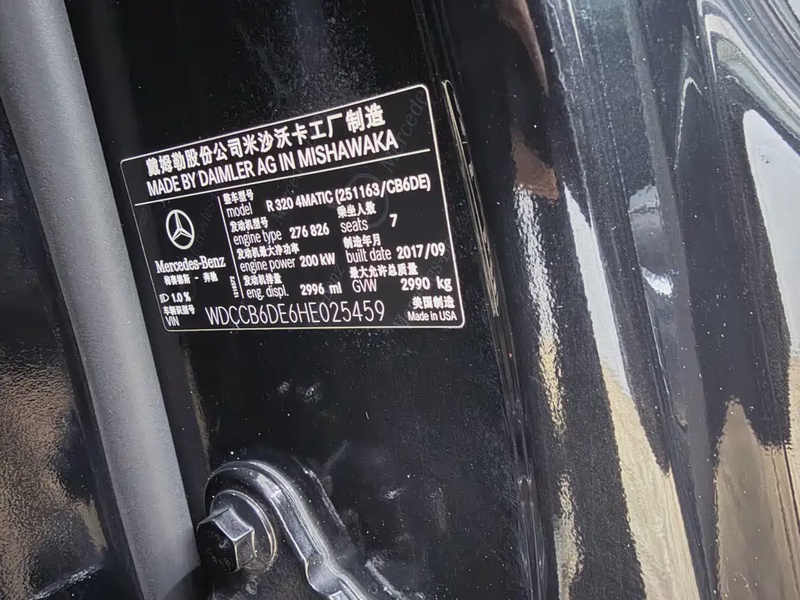 戴姆勒股份公司米沙沃卡工厂制造
MADE BY DAIMLER AG IN MISHAWAKA
整车型号
model R 320 4MATIC (251163/CB6DE)
发动机型号 乘坐人数
engine type 276 826 seats 7
发动机最大净功率 制造年月
engine power 200 kW built date 2017/09
发动机排量 最大允许总质量
eng. displ. 2996 ml GVW 2990 kg
Mercedes-Benz
梅赛德斯－奔驰
1.0%
车辆识别型号
VIN WDCCB6DE6HE025459
美国制造
Made in USA